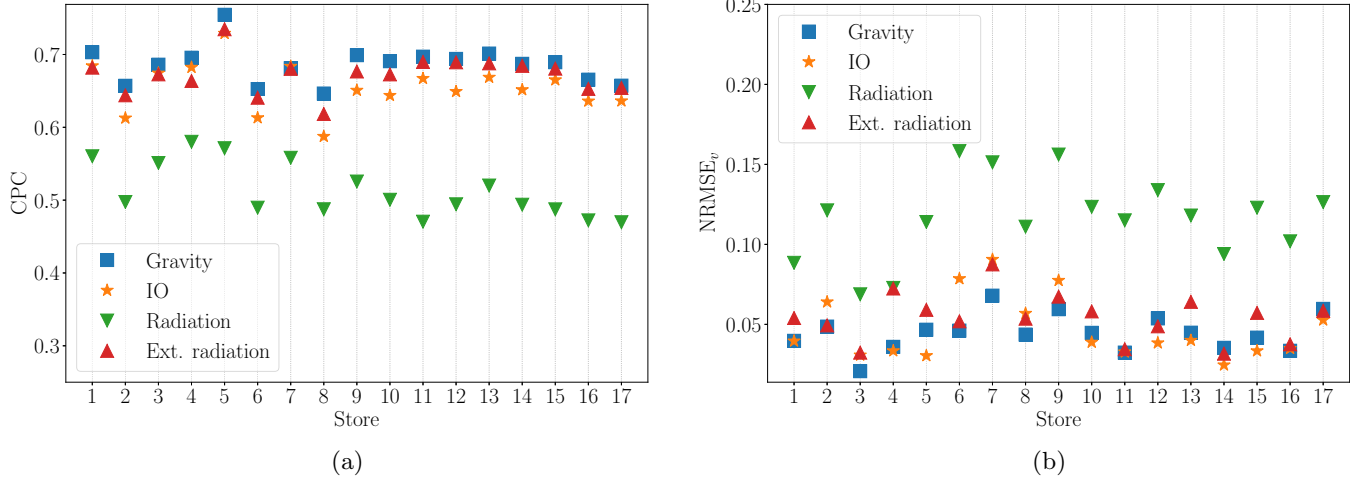 0.7
0.6
0.5
0.4
0.3
CPC
Gravity
IO
Radiation
Ext. radiation
1 2 3 4 5 6 7 8 9 10 11 12 13 14 15 16 17
Store
(a)
0.25
0.20
0.15
0.10
0.05
NRMSEv
Gravity
IO
Radiation
Ext. radiation
1 2 3 4 5 6 7 8 9 10 11 12 13 14 15 16 17
Store
(b)